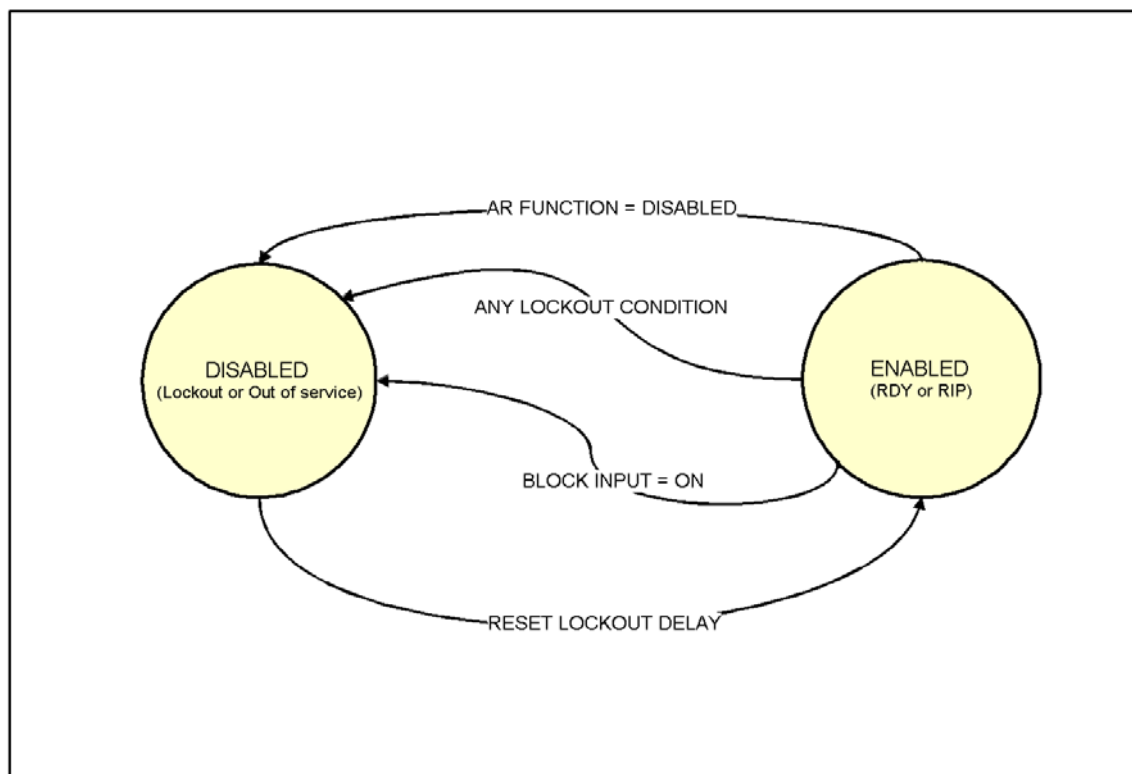 AR FUNCTION = DISABLED
ANY LOCKOUT CONDITION
DISABLED
(Lockout or Out of service)
ENABLED
(RDY or RIP)
BLOCK INPUT = ON
RESET LOCKOUT DELAY